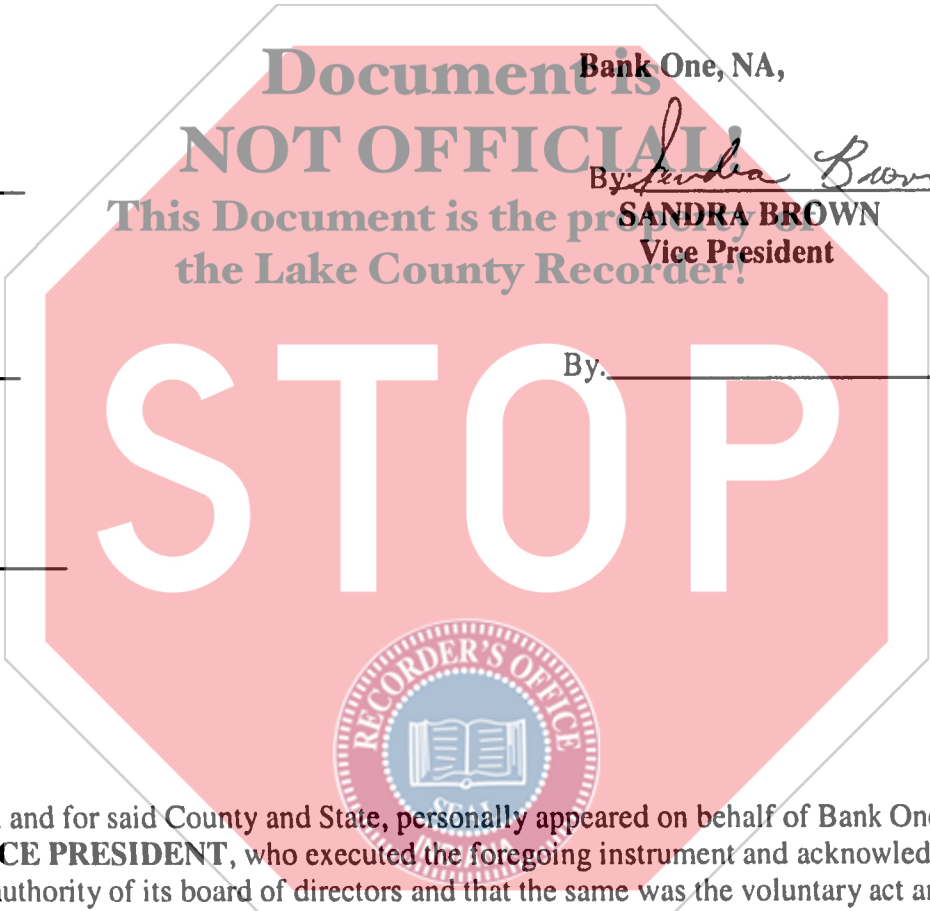 Document is
NOT OFFICIAL!
This Document is the property of
the Lake County Recorder!
Bank One, NA,
By: Sandra Brown
SANDRA BROWN
Vice President
By:
STOP
RECORDER'S OFFICE
SEAL
INDIANA
and for said County and State, personally appeared on behalf of Bank One
CE PRESIDENT, who executed the foregoing instrument and acknowled
uthority of its board of directors and that the same was the voluntary act an